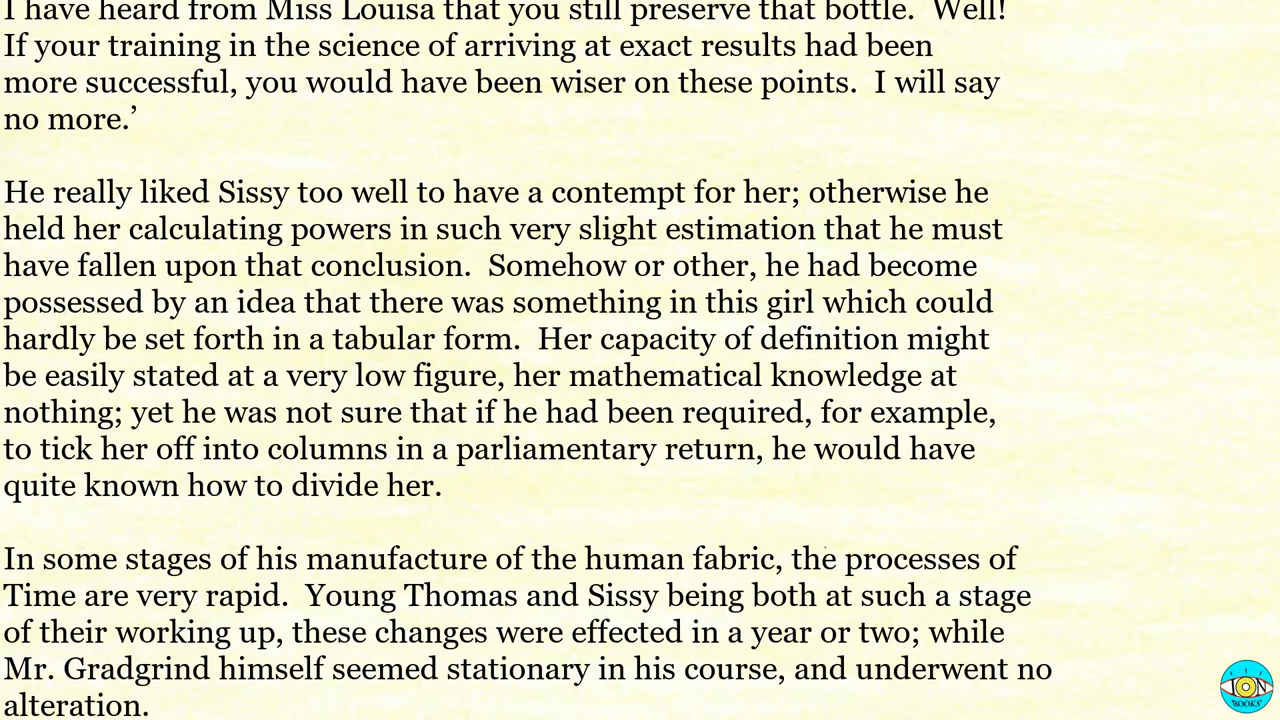 I have heard from Miss Louisa that you still preserve that bottle.  Well!
If your training in the science of arriving at exact results had been
more successful, you would have been wiser on these points.  I will say
no more.’
He really liked Sissy too well to have a contempt for her; otherwise he
held her calculating powers in such very slight estimation that he must
have fallen upon that conclusion.  Somehow or other, he had become
possessed by an idea that there was something in this girl which could
hardly be set forth in a tabular form.  Her capacity of definition might
be easily stated at a very low figure, her mathematical knowledge at
nothing; yet he was not sure that if he had been required, for example,
to tick her off into columns in a parliamentary return, he would have
quite known how to divide her.
In some stages of his manufacture of the human fabric, the processes of
Time are very rapid.  Young Thomas and Sissy being both at such a stage
of their working up, these changes were effected in a year or two; while
Mr. Gradgrind himself seemed stationary in his course, and underwent no
alteration.
ION
BOOKS